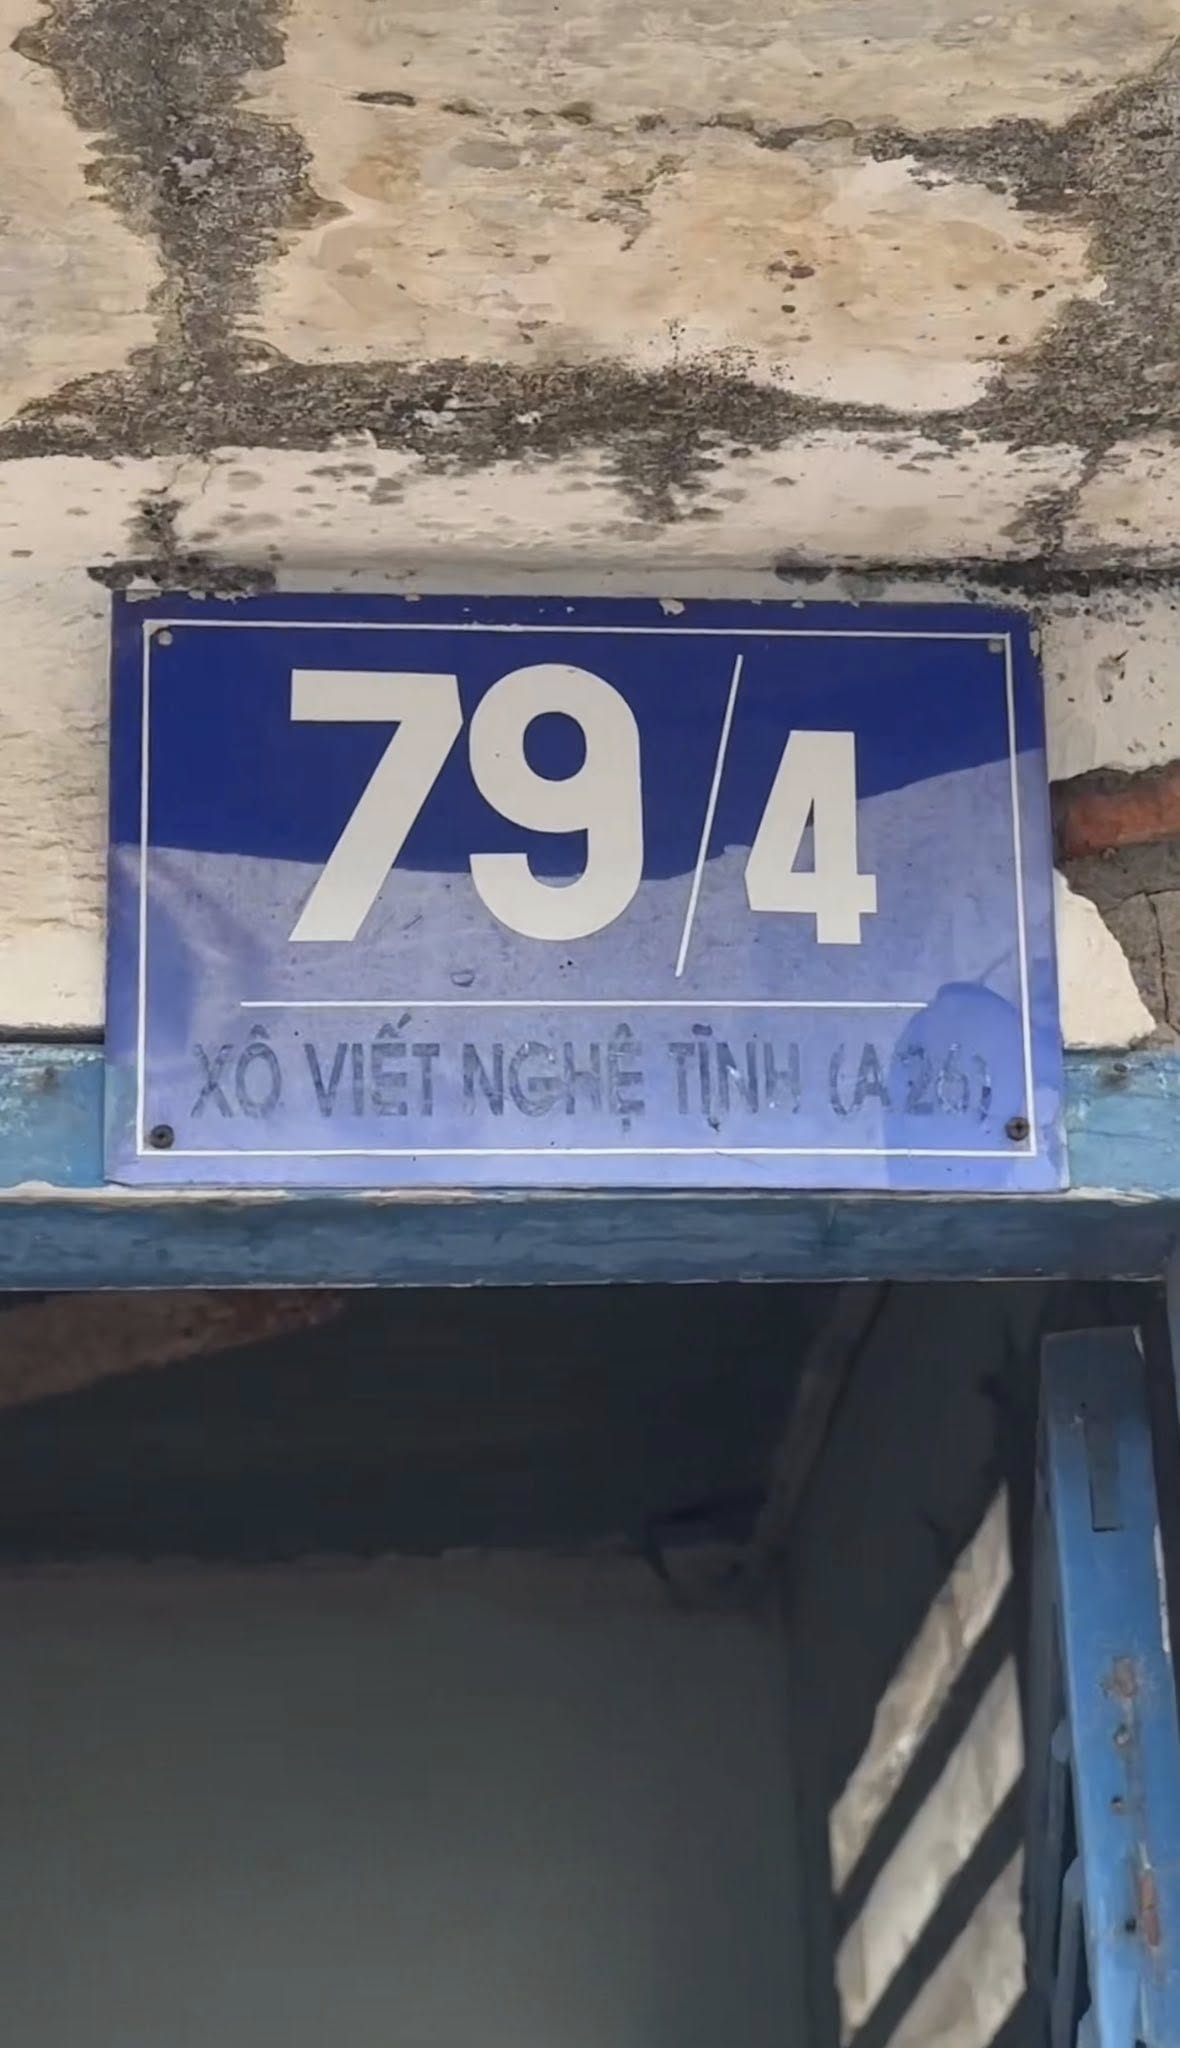 79/4
XÔ VIẾT NGHỆ TĨNH (A26)